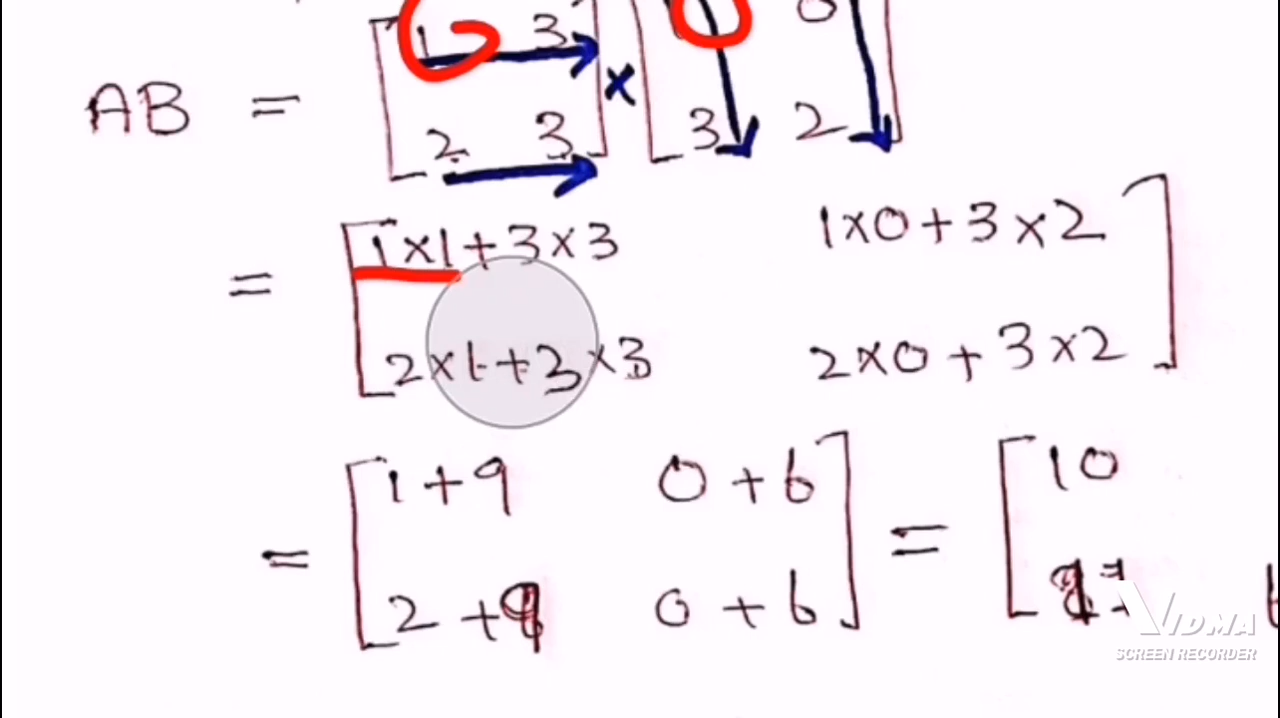 1 3 0
AB = × 
2 3 3 2
= [ 1×1+3×3 1×0+3×2 ]
2×1+3×3 2×0+3×2
= [ 1+9 0+6 ] = [ 10
2+9 0+6
VIDMA
SCREEN RECORDER